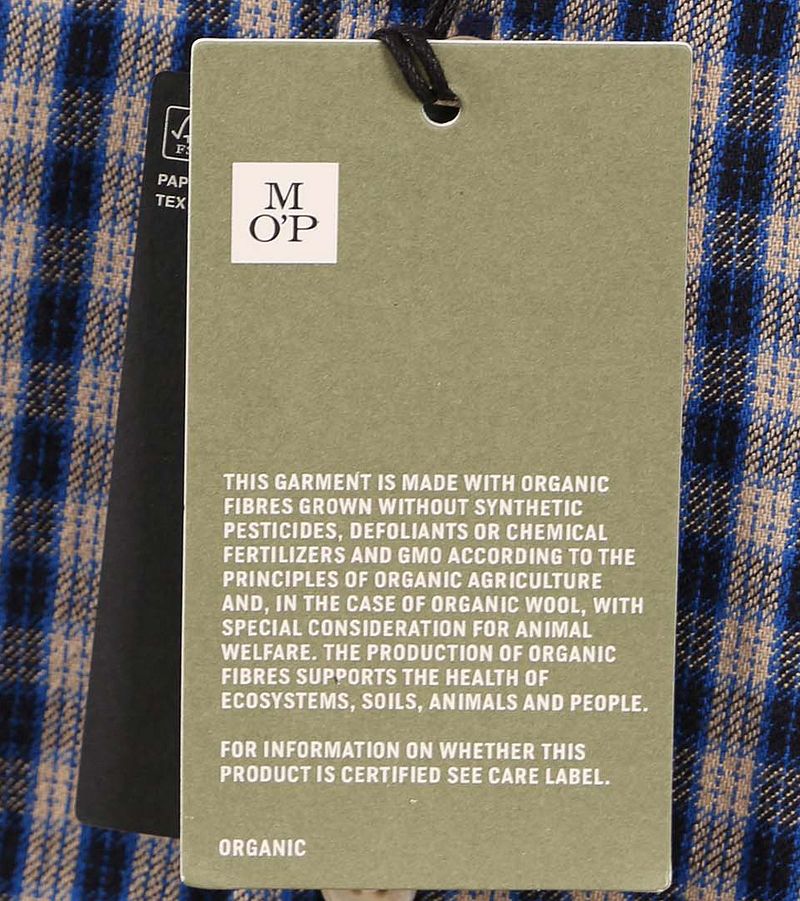 PAP
TEX
M
O'P
THIS GARMENT IS MADE WITH ORGANIC
FIBRES GROWN WITHOUT SYNTHETIC
PESTICIDES, DEFOLIANTS OR CHEMICAL
FERTILIZERS AND GMO ACCORDING TO THE
PRINCIPLES OF ORGANIC AGRICULTURE
AND, IN THE CASE OF ORGANIC WOOL, WITH
SPECIAL CONSIDERATION FOR ANIMAL
WELFARE. THE PRODUCTION OF ORGANIC
FIBRES SUPPORTS THE HEALTH OF
ECOSYSTEMS, SOILS, ANIMALS AND PEOPLE.
FOR INFORMATION ON WHETHER THIS
PRODUCT IS CERTIFIED SEE CARE LABEL.
ORGANIC